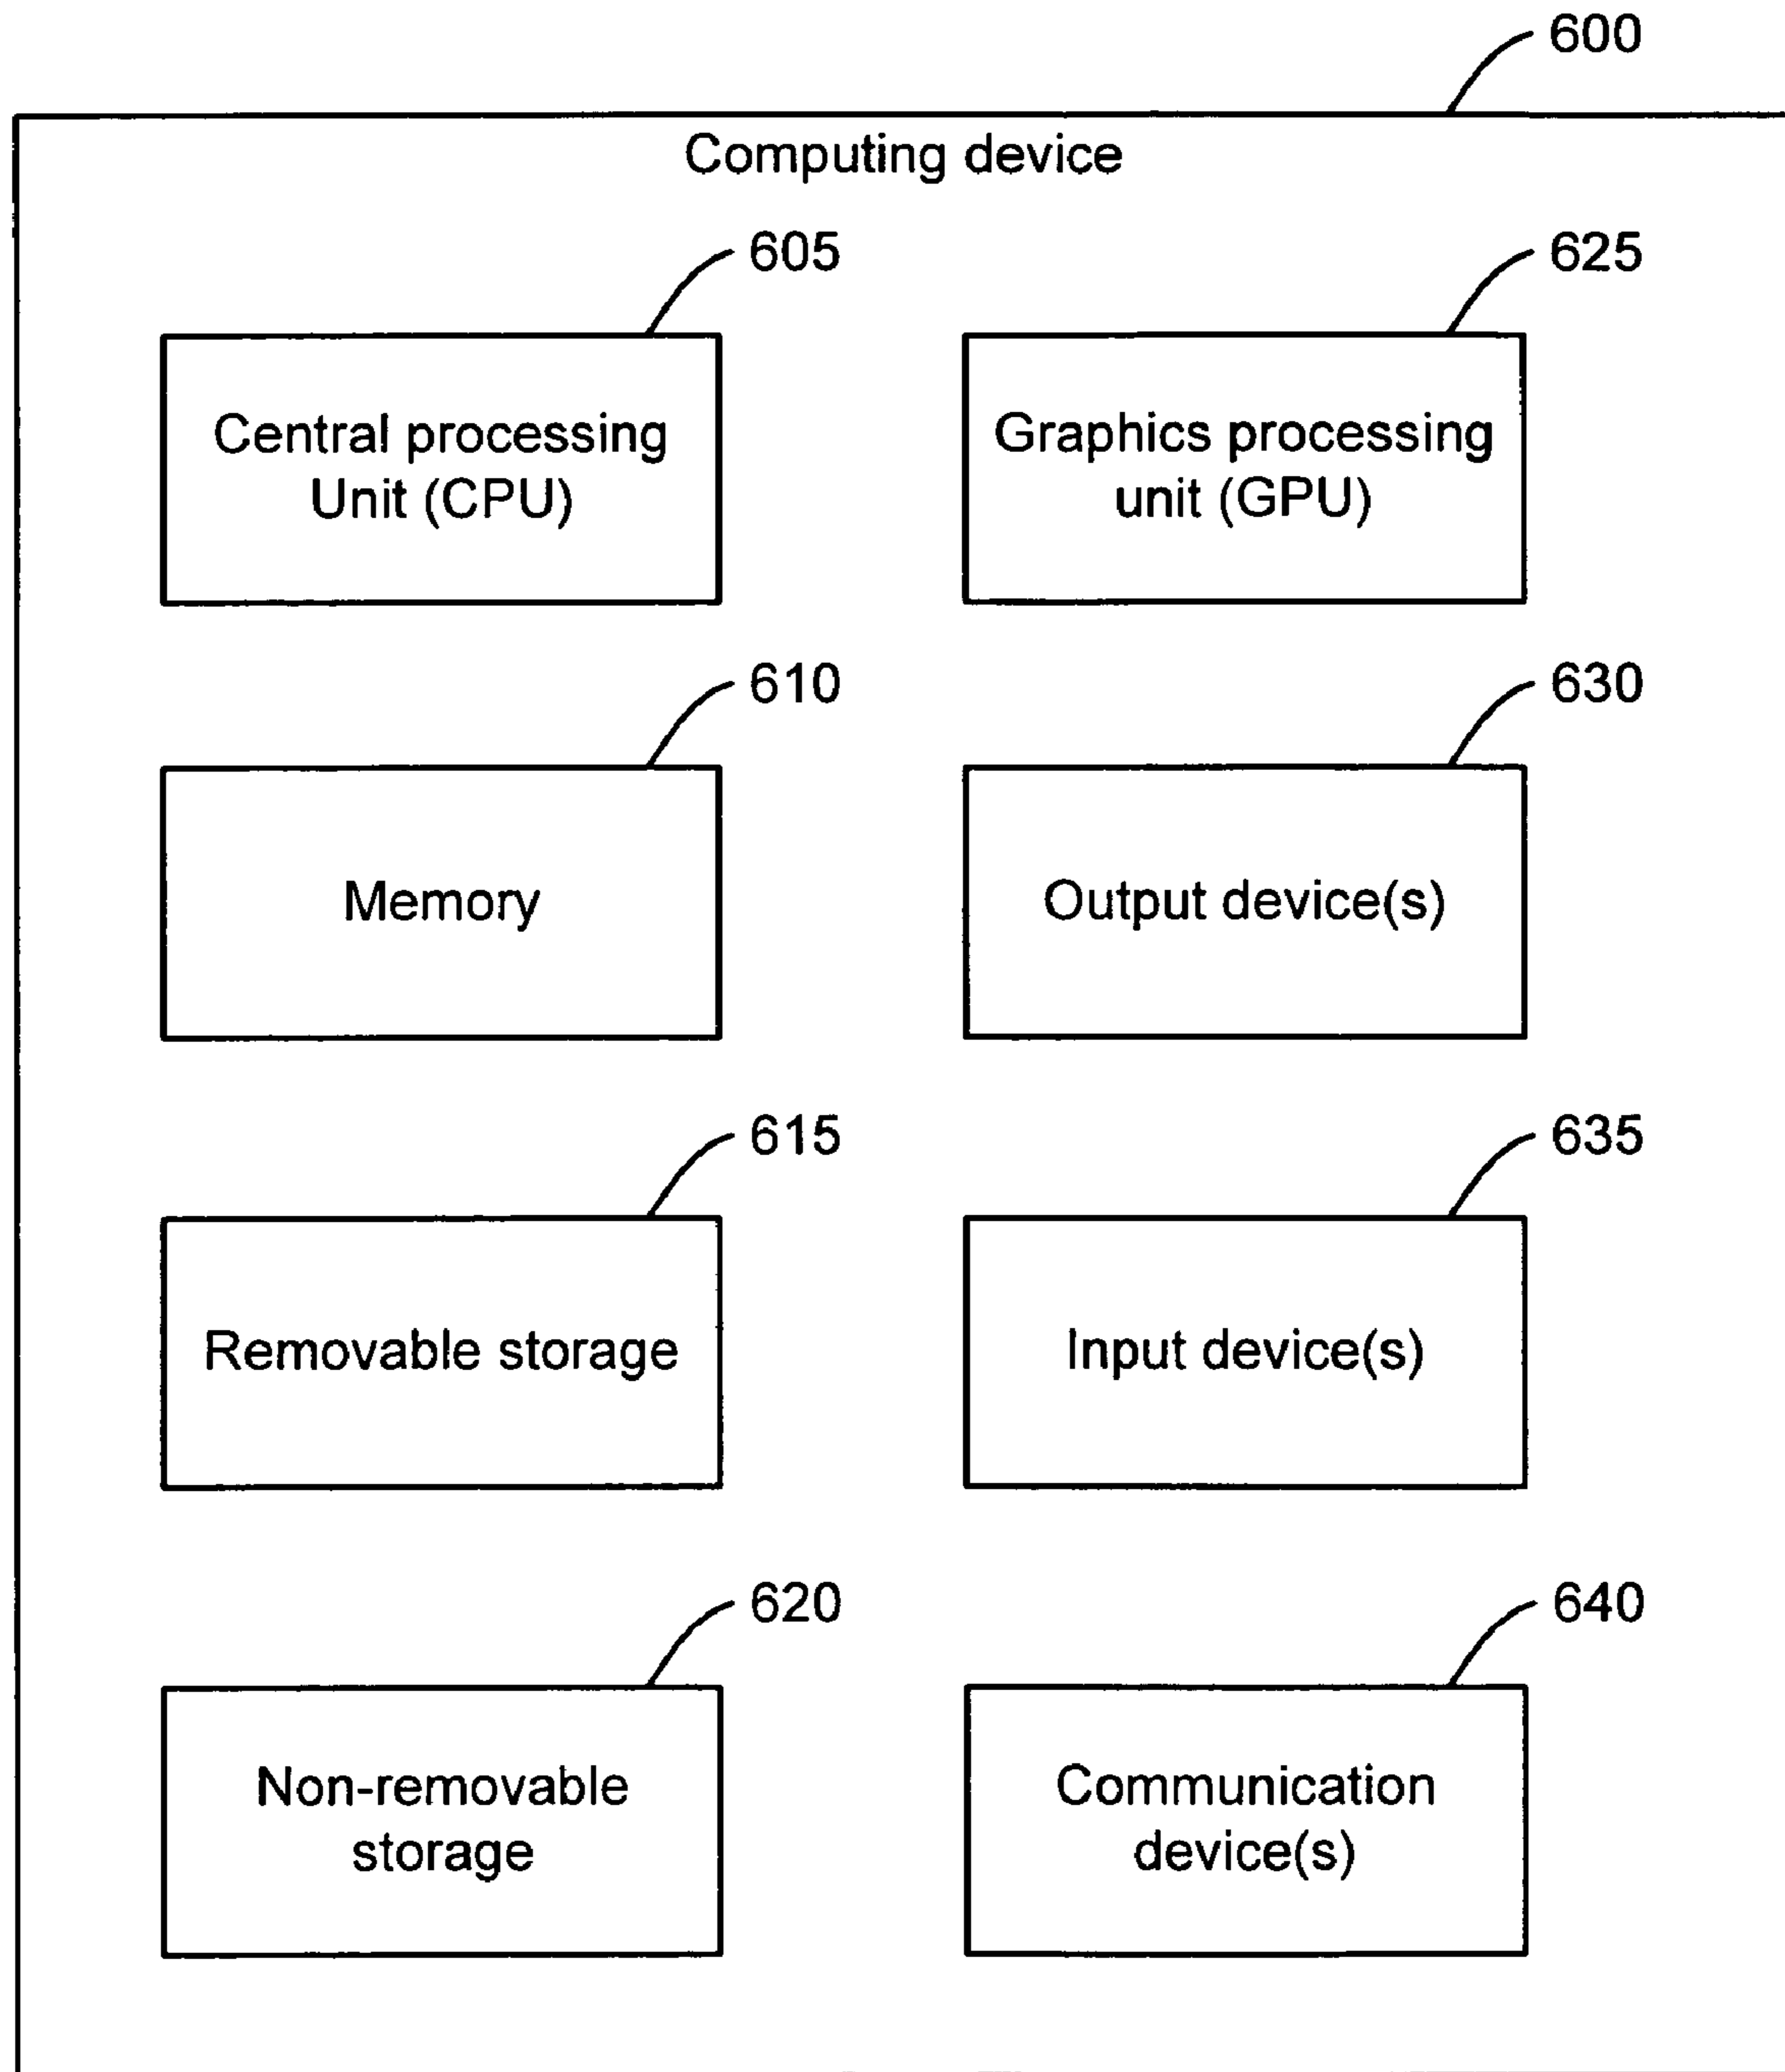 600
Computing device
605
625
Central processing
Unit (CPU)
Graphics processing
unit (GPU)
610
630
Memory
Output device(s)
615
635
Removable storage
Input device(s)
620
640
Non-removable
storage
Communication
device(s)